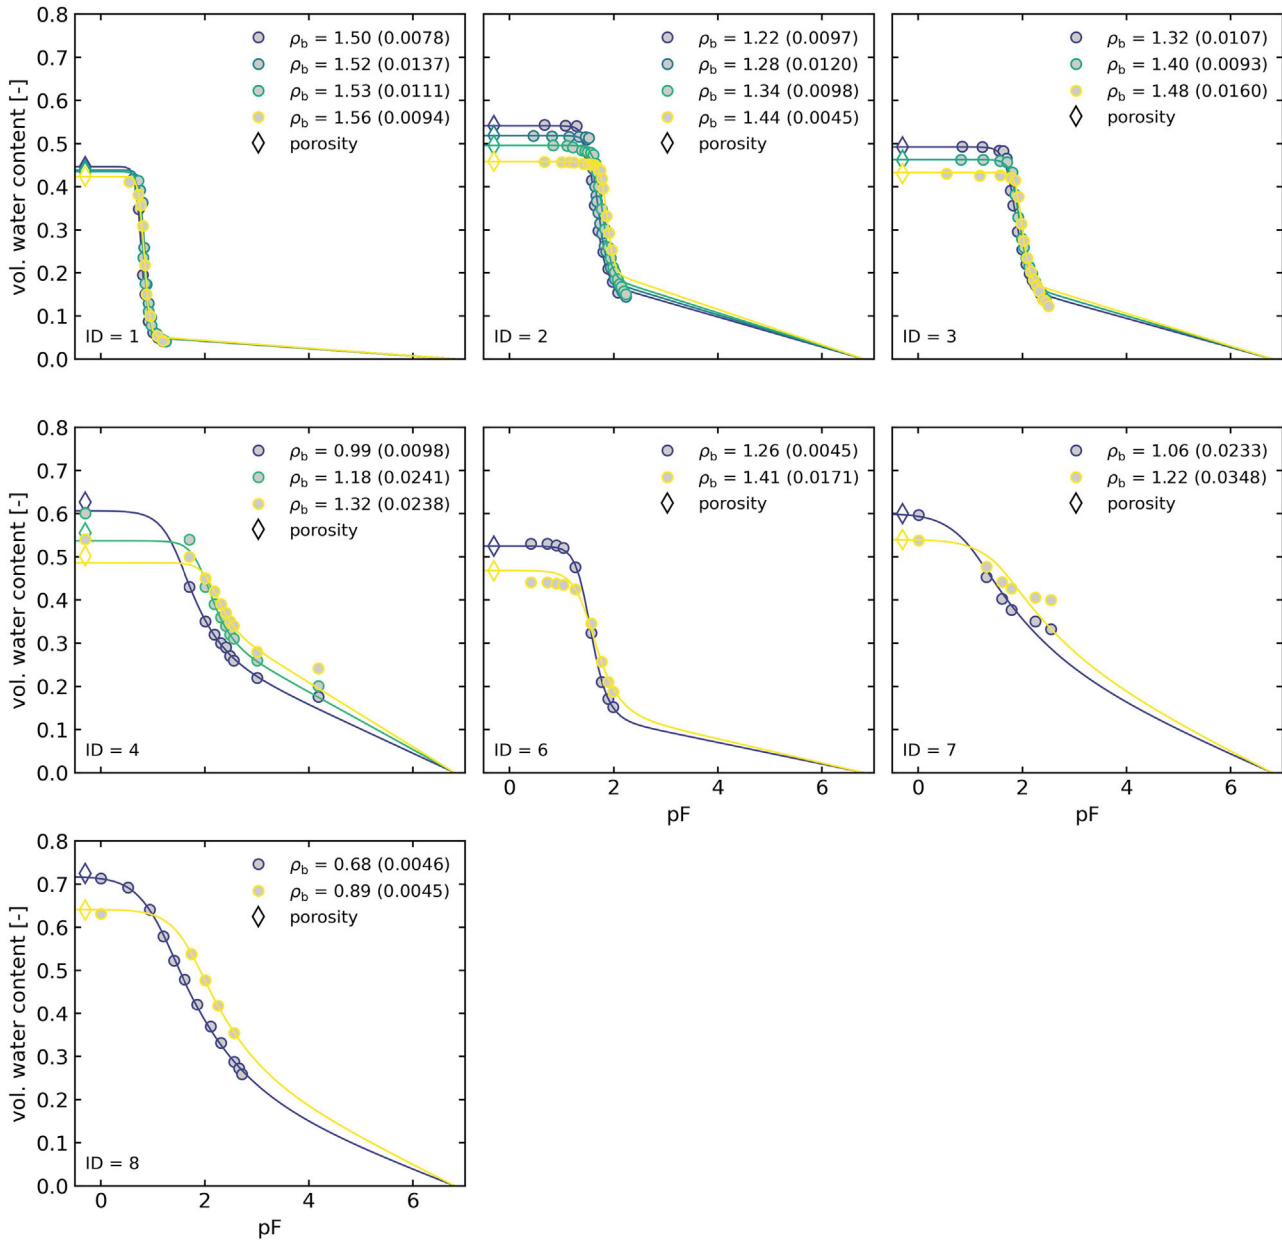 0.8
0.7
0.6
0.5
0.4
0.3
0.2
0.1
0.0
vol. water content [-]
ρb = 1.50 (0.0078)
ρb = 1.52 (0.0137)
ρb = 1.53 (0.0111)
ρb = 1.56 (0.0094)
porosity
ID = 1
ρb = 1.22 (0.0097)
ρb = 1.28 (0.0120)
ρb = 1.34 (0.0098)
ρb = 1.44 (0.0045)
porosity
ID = 2
ρb = 1.32 (0.0107)
ρb = 1.40 (0.0093)
ρb = 1.48 (0.0160)
porosity
ID = 3
0.8
0.7
0.6
0.5
0.4
0.3
0.2
0.1
0.0
vol. water content [-]
ρb = 0.99 (0.0098)
ρb = 1.18 (0.0241)
ρb = 1.32 (0.0238)
porosity
ID = 4
ρb = 1.26 (0.0045)
ρb = 1.41 (0.0171)
porosity
ID = 6
0 2 4 6
pF
ρb = 1.06 (0.0233)
ρb = 1.22 (0.0348)
porosity
ID = 7
0 2 4 6
pF
0.8
0.7
0.6
0.5
0.4
0.3
0.2
0.1
0.0
vol. water content [-]
ρb = 0.68 (0.0046)
ρb = 0.89 (0.0045)
porosity
ID = 8
0 2 4 6
pF